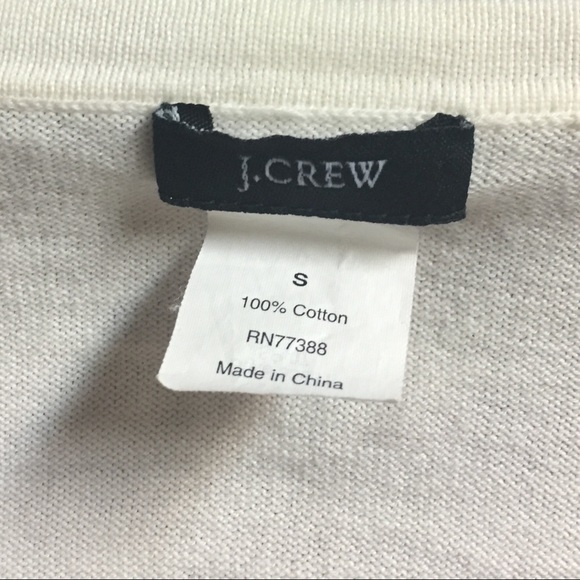 J.CREW
S
100% Cotton
RN77388
Made in China